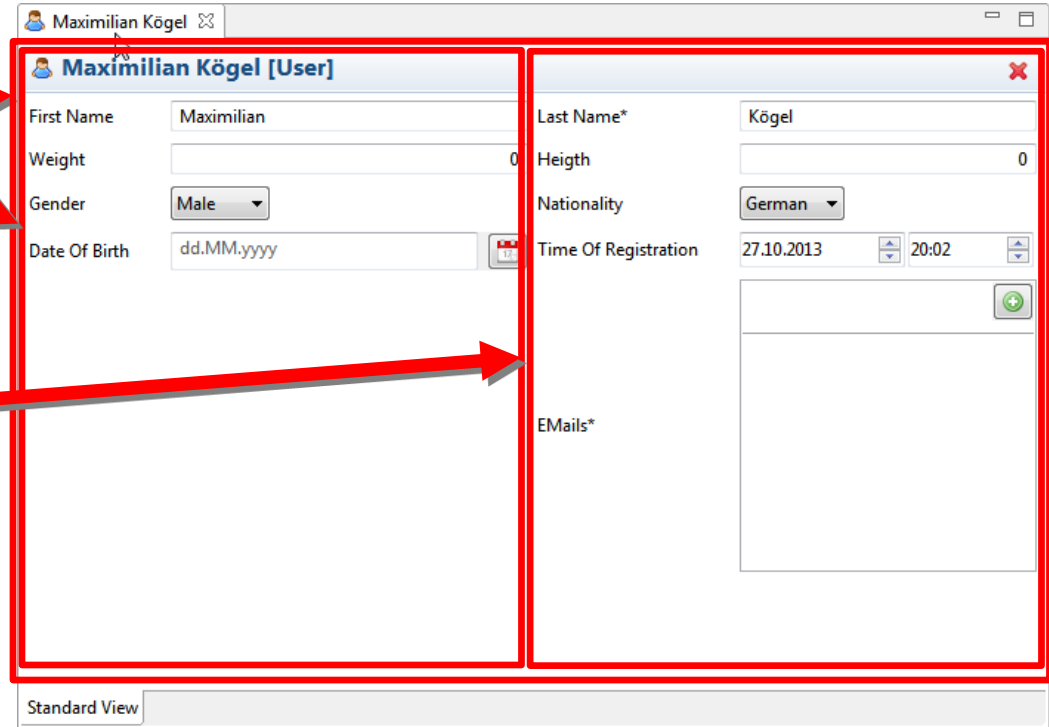 Maximilian Kögel
Maximilian Kögel [User]
First Name Maximilian Last Name* Kögel
Weight 0 Heigth 0
Gender Male Nationality German
Date Of Birth dd.MM.yyyy 17 Time Of Registration 27.10.2013 20:02
EMails*
Standard View